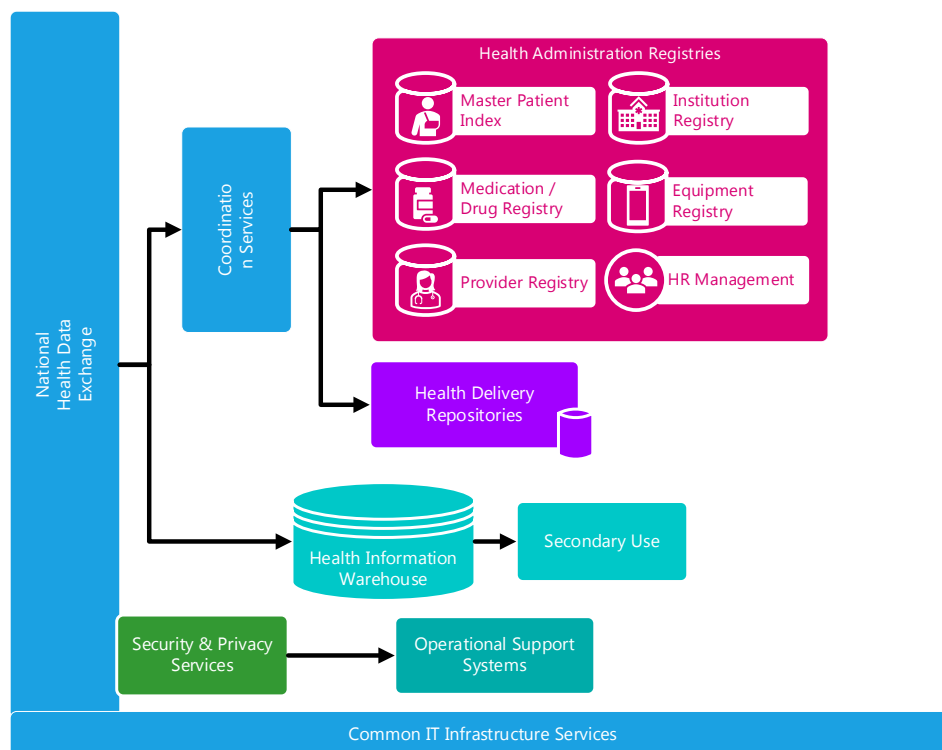 Health Administration Registries
Master Patient
Index
Institution
Registry
Medication /
Drug Registry
Equipment
Registry
Provider Registry
HR Management
Coordinatio
n Services
National
Health Data
Exchange
Health Delivery
Repositories
Health Information
Warehouse
Secondary Use
Security & Privacy
Services
Operational Support
Systems
Common IT Infrastructure Services